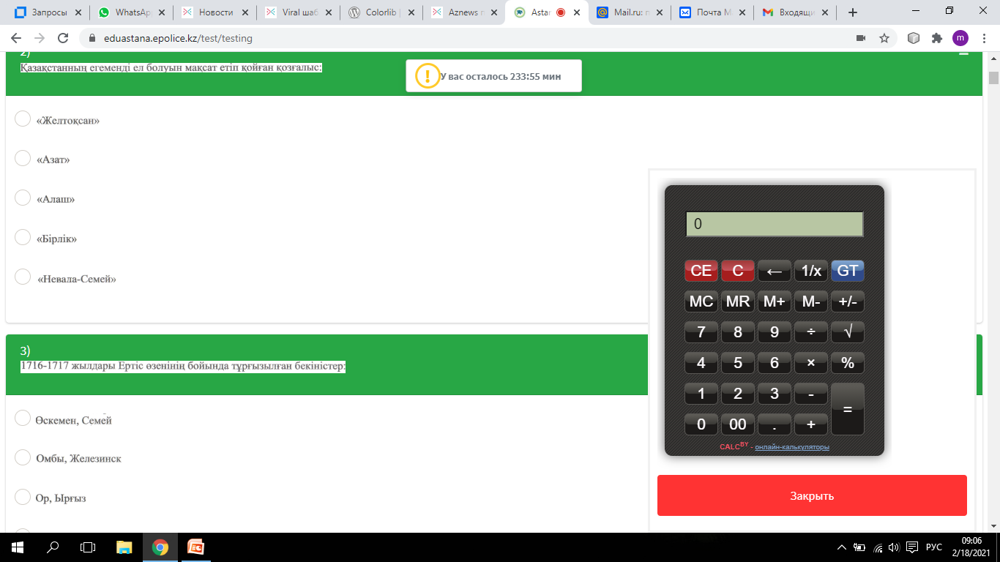 Запросы
WhatsAp
Новости
Viral шаб
Colorlib
Aznews п
Astar
Mail.ru: п
Почта М
Входящи
eduastana.epolice.kz/test/testing
m
2)
Қазақстанның егеменді ел болуын мақсат етіп қойған қозғалыс:
У вас осталось 233:55 мин
«Желтоқсан»
«Азат»
«Алаш»
«Бірлік»
«Невада-Семей»
3)
1716-1717 жылдары Ертіс өзенінің бойында тұрғызылған бекіністер:
Өскемен, Семей
Омбы, Железинск
Ор, Ырғыз
0
CE C ← 1/x GT
MC MR M+ M- +/-
7 8 9 ÷ √
4 5 6 × %
1 2 3 -
=
0 00 . +
CALC BY - онлайн-калькуляторы
Закрыть
РУС
09:06
2/18/2021